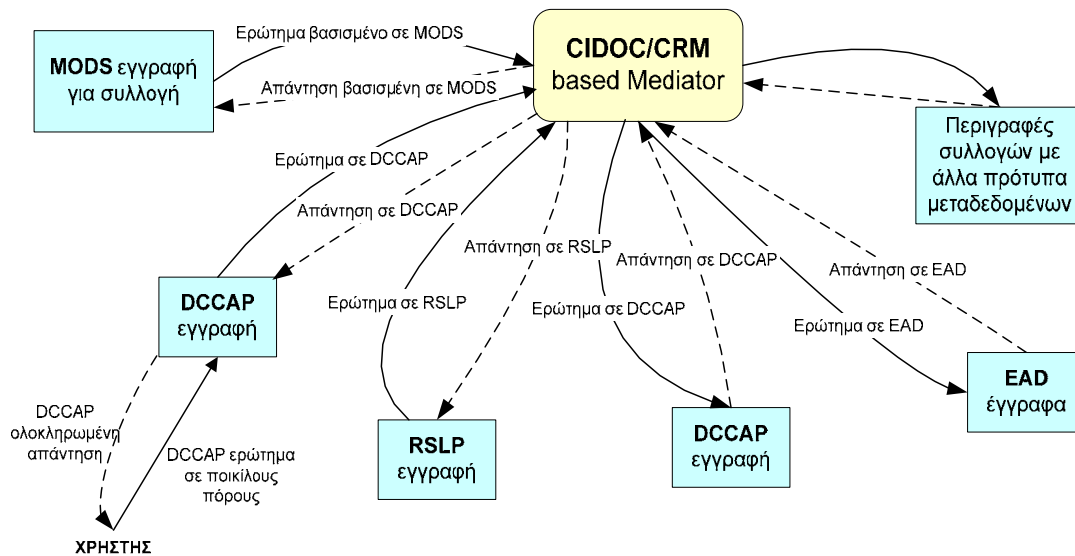 Ερώτημα βασισμένο σε MODS
MODS εγγραφή
για συλλογή
Απάντηση βασισμένη σε MODS
CIDOC/CRM
based Mediator
Περιγραφές
συλλογών με
άλλα πρότυπα
μεταδεδομένων
Ερώτημα σε DCCAP
Απάντηση σε DCCAP
Απάντηση σε RSLP
Απάντηση σε DCCAP
Απάντηση σε EAD
DCCAP
εγγραφή
Ερώτημα σε RSLP
Ερώτημα σε DCCAP
Ερώτημα σε EAD
EAD
έγγραφα
RSLP
εγγραφή
DCCAP
εγγραφή
DCCAP
ολοκληρωμένη
απάντηση
DCCAP ερώτημα
σε ποικίλους
πόρους
ΧΡΗΣΤΗΣ